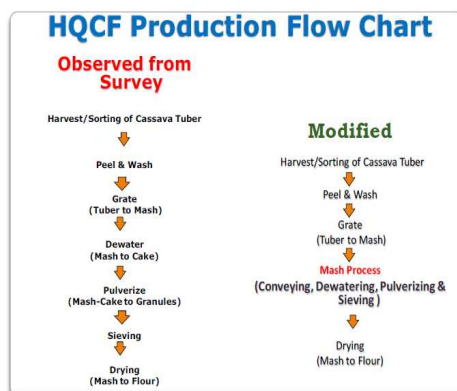 HQCF Production Flow Chart
Observed from
Survey
Harvest/Sorting of Cassava Tuber
Peel & Wash
Grate
(Tuber to Mash)
Dewater
(Mash to Cake)
Pulverize
(Mash-Cake to Granules)
Sieving
Drying
(Mash to Flour)
Modified
Harvest/Sorting of Cassava Tuber
Peel & Wash
Grate
(Tuber to Mash)
Mash Process
(Conveying, Dewatering, Pulverizing &
Sieving )
Drying
(Mash to Flour)